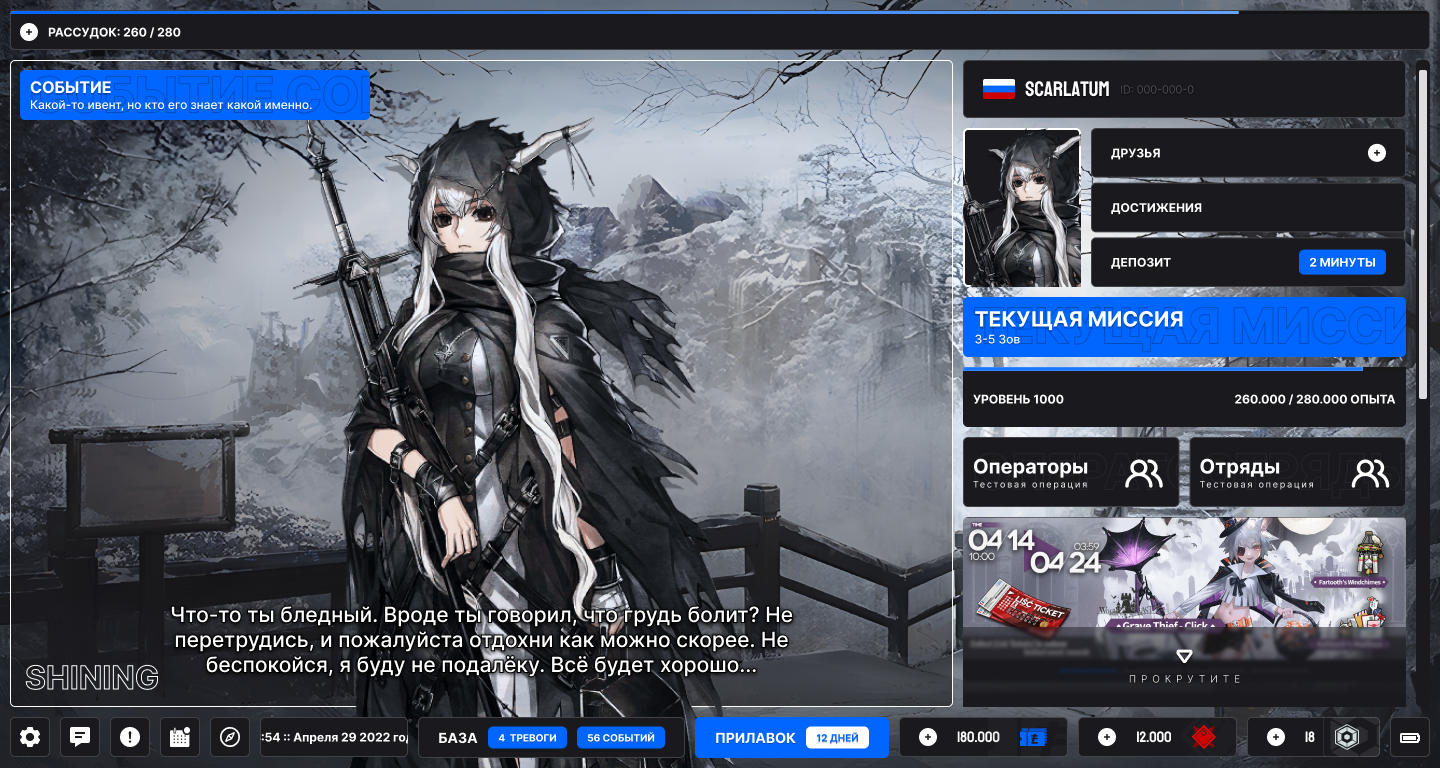 РАССУДОК: 260 / 280
СОБЫТИЕ
Какой-то ивент, но кто его знает какой именно.
Что-то ты бледный. Вроде ты говорил, что грудь болит? Не
перетрудись, и пожалуйста отдохни как можно скорее. Не
беспокойся, я буду не подалёку. Всё будет хорошо...
SHINING
SCARLATUM ID: 000-000-0
ДРУЗЬЯ
ДОСТИЖЕНИЯ
ДЕПОЗИТ 2 МИНУТЫ
ТЕКУЩАЯ МИССИЯ
3-5 Зов
УРОВЕНЬ 1000 260.000 / 280.000 ОПЫТА
Операторы
Тестовая операция
Отряды
Тестовая операция
TIME
04 14
10:00
03:59
04 24
LISC TICKET
Fartooth's Windchimes
Grave Thief - Click
ПРОКРУТИТЕ
:54 :: Апреля 29 2022 го
БАЗА 4 ТРЕВОГИ 56 СОБЫТИЙ
ПРИЛАВОК 12 ДНЕЙ
180.000
12.000
18